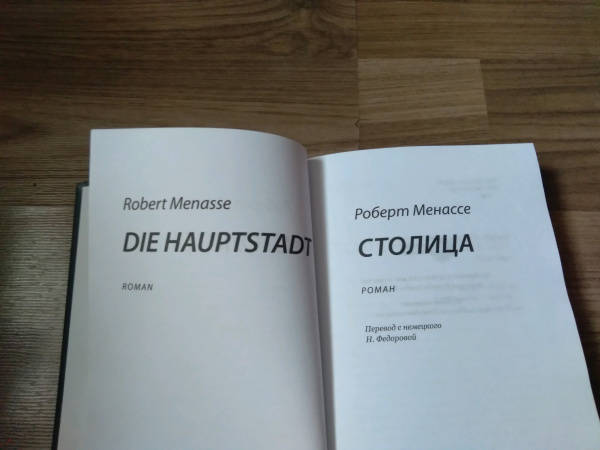 Robert Menasse
DIE HAUPTSTADT
ROMAN
Роберт Менассе
СТОЛИЦА
РОМАН
Перевод с немецкого
Н. Федоровой